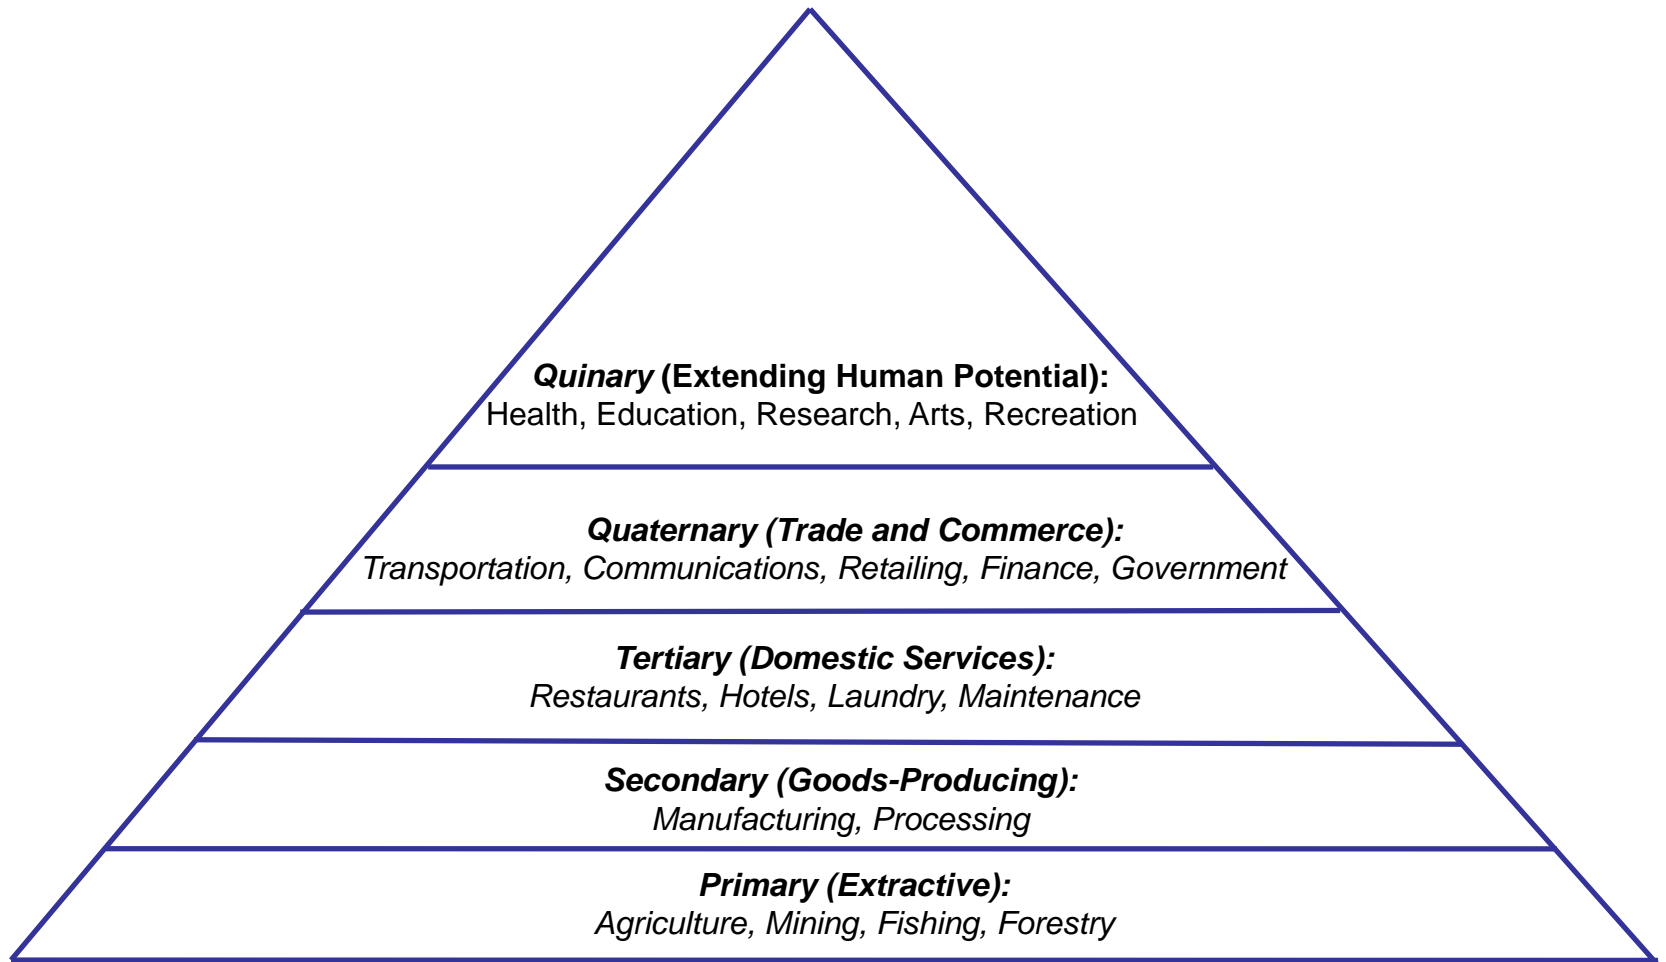 Quinary (Extending Human Potential):
Health, Education, Research, Arts, Recreation
Quaternary (Trade and Commerce):
Transportation, Communications, Retailing, Finance, Government
Tertiary (Domestic Services):
Restaurants, Hotels, Laundry, Maintenance
Secondary (Goods-Producing):
Manufacturing, Processing
Primary (Extractive):
Agriculture, Mining, Fishing, Forestry